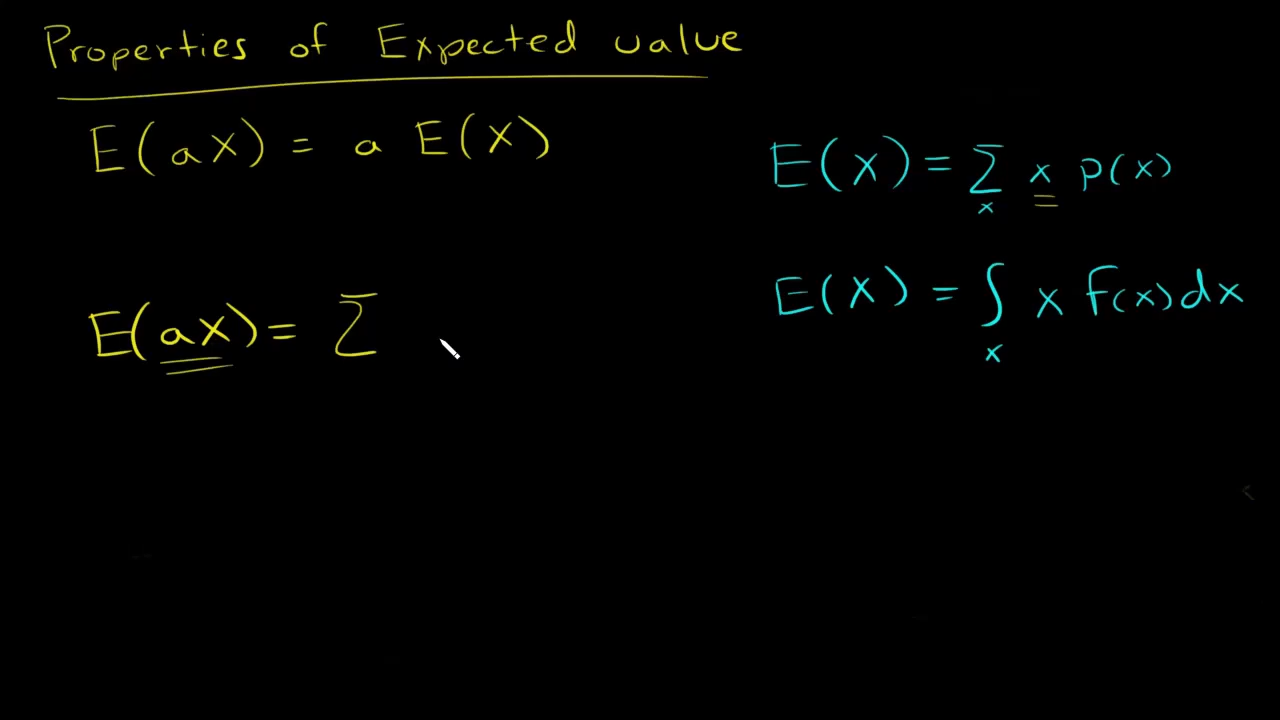 Properties of Expected value
E(aX) = a E(X)
E(X) = Σ x p(x)
x
E(X) = ∫ x f(x) dx
x
E(aX) = Σ